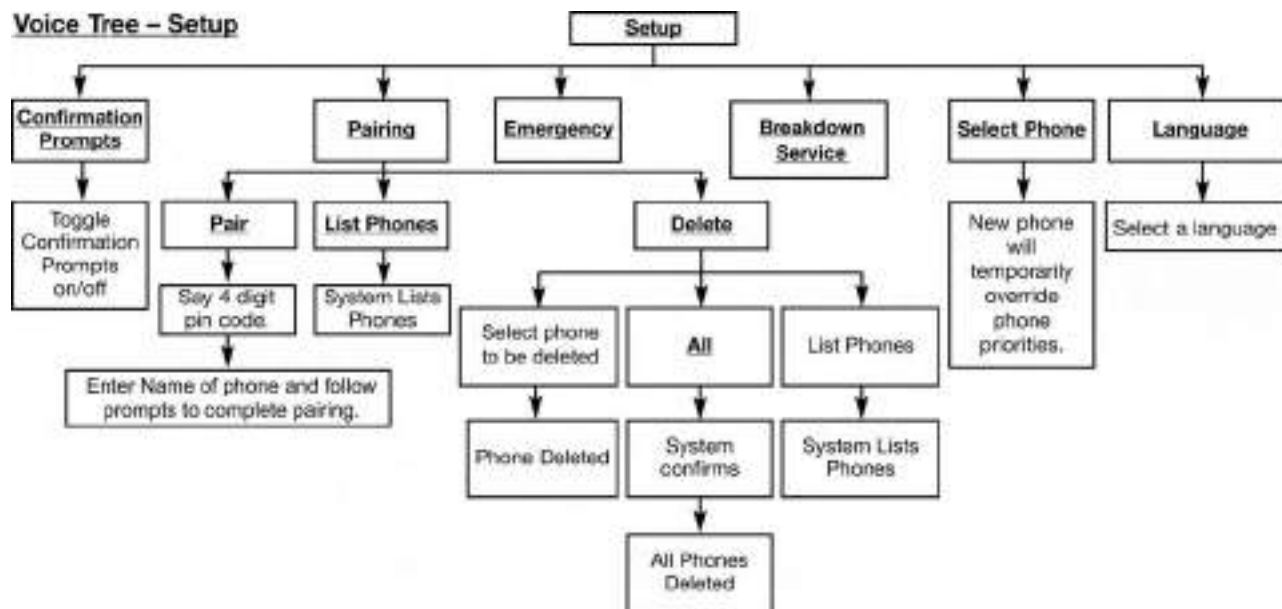 Voice Tree – Setup
Setup
Confirmation
Prompts
Pairing
Emergency
Breakdown
Service
Select Phone
Language
Toggle
Confirmation
Prompts
on/off
Pair
List Phones
Delete
New phone
will
temporarily
override
phone
priorities.
Select a language
Say 4 digit
pin code.
System Lists
Phones
Select phone
to be deleted
All
List Phones
Enter Name of phone and follow
prompts to complete pairing.
Phone Deleted
System
confirms
System Lists
Phones
All Phones
Deleted